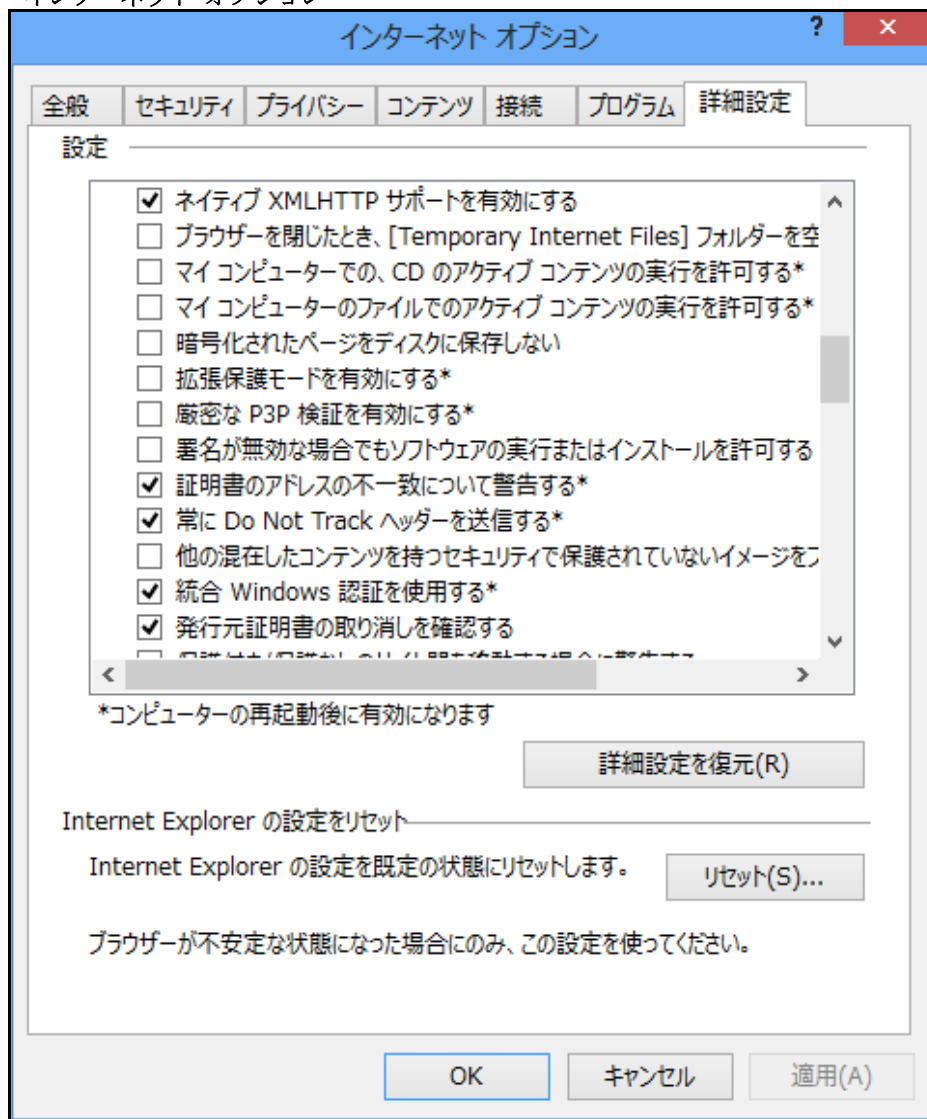 インターネット オプション
インターネット オプション ? ×
全般 セキュリティ プライバシー コンテンツ 接続 プログラム 詳細設定
設定
ネイティブ XMLHTTP サポートを有効にする
ブラウザーを閉じたとき、[Temporary Internet Files] フォルダーを空
マイ コンピューターでの、CD のアクティブ コンテンツの実行を許可する*
マイ コンピューターのファイルでのアクティブ コンテンツの実行を許可する*
暗号化されたページをディスクに保存しない
拡張保護モードを有効にする*
厳密な P3P 検証を有効にする*
署名が無効な場合でもソフトウェアの実行またはインストールを許可する
証明書のアドレスの不一致について警告する*
常に Do Not Track ヘッダーを送信する*
他の混在したコンテンツを持つセキュリティで保護されていないイメージをブ
統合 Windows 認証を使用する*
発行元証明書の取り消しを確認する
*コンピューターの再起動後に有効になります
詳細設定を復元(R)
Internet Explorer の設定をリセット
Internet Explorer の設定を既定の状態にリセットします。
リセット(S)...
ブラウザーが不安定な状態になった場合にのみ、この設定を使ってください。
OK キャンセル 適用(A)